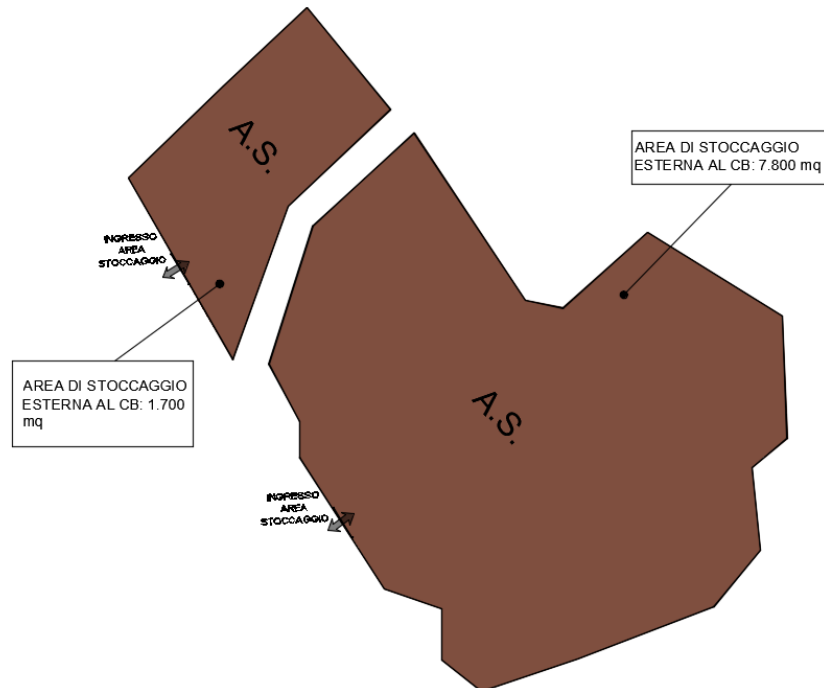 A.S.
AREA DI STOCCAGGIO
ESTERNA AL CB: 7.800 mq
INGRESSO
AREA
STOCCAGGIO
AREA DI STOCCAGGIO
ESTERNA AL CB: 1.700
mq
A.S.
INGRESSO
AREA
STOCCAGGIO